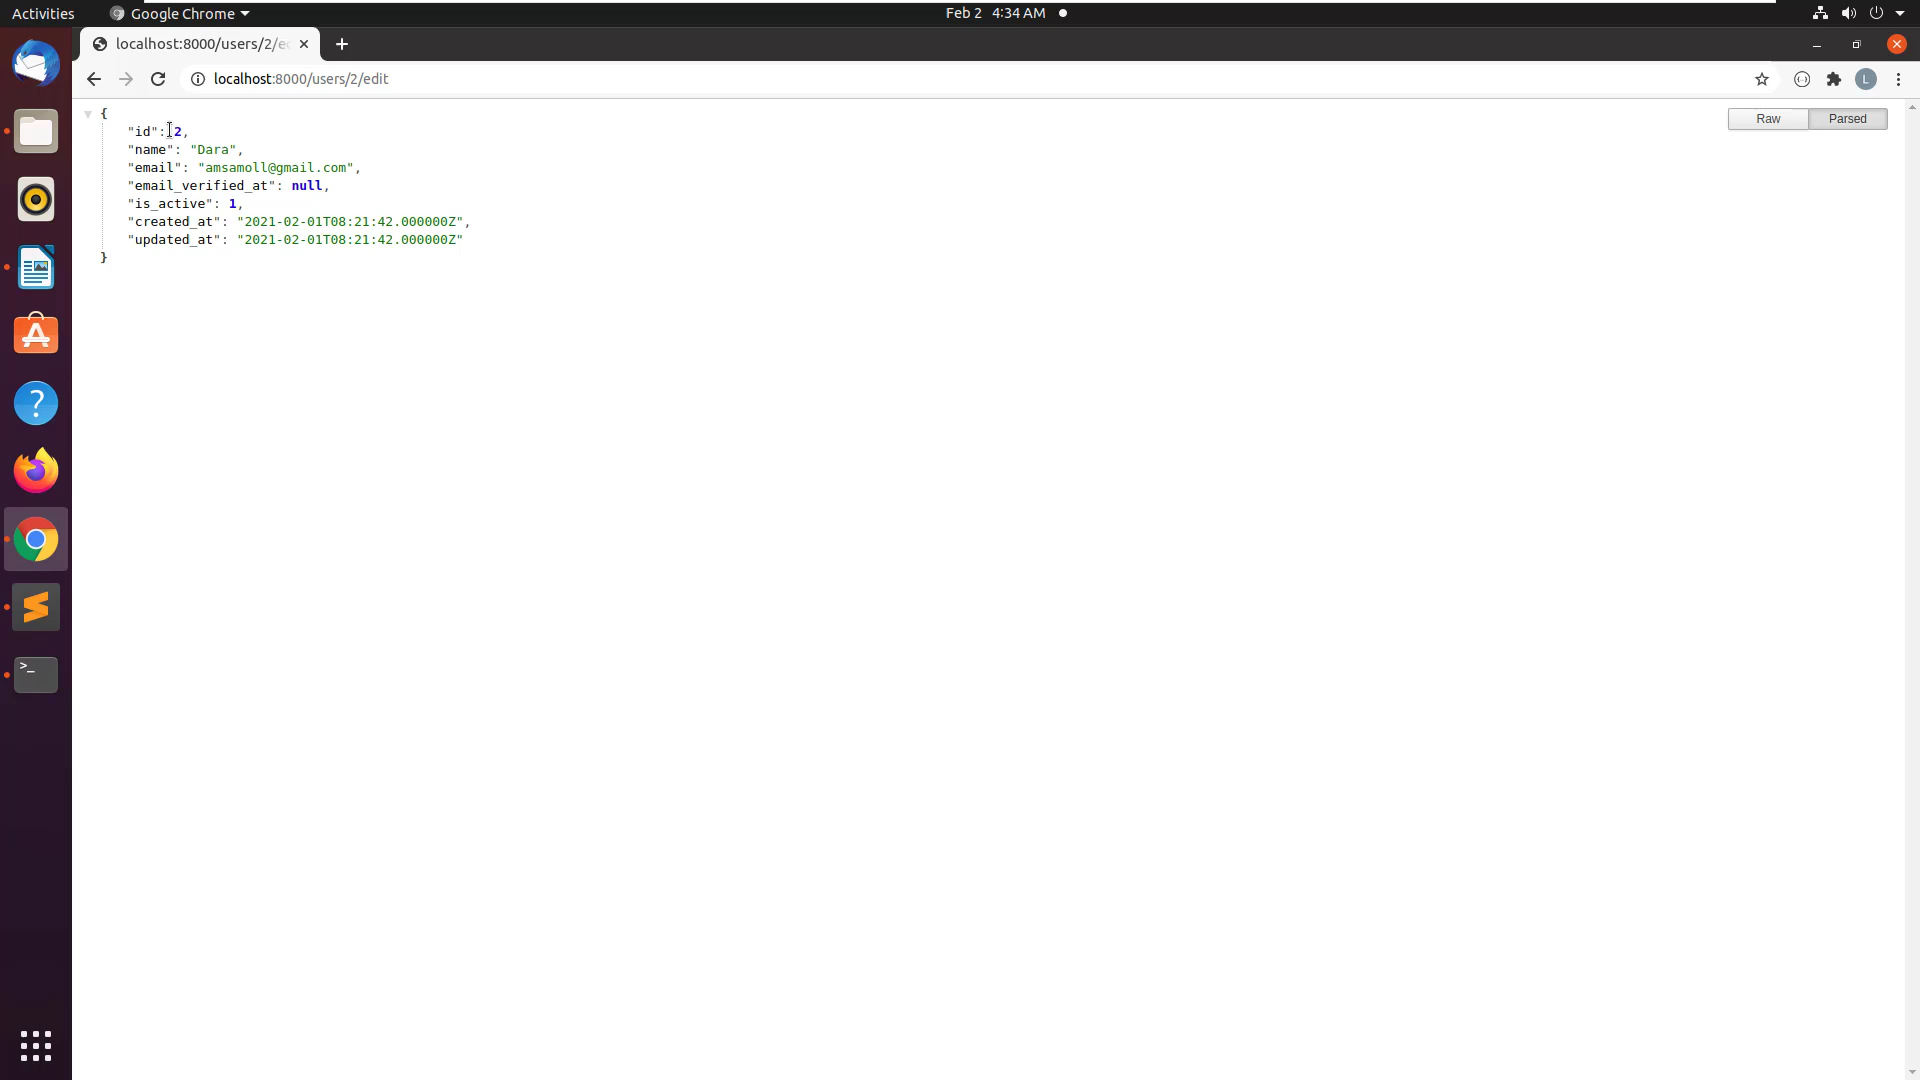 Activities
Google Chrome
Feb 2 4:34 AM
localhost:8000/users/2/e
localhost:8000/users/2/edit
L
Raw
Parsed
{
"id": 2,
"name": "Dara",
"email": "amsamoll@gmail.com",
"email_verified_at": null,
"is_active": 1,
"created_at": "2021-02-01T08:21:42.000000Z",
"updated_at": "2021-02-01T08:21:42.000000Z"
}